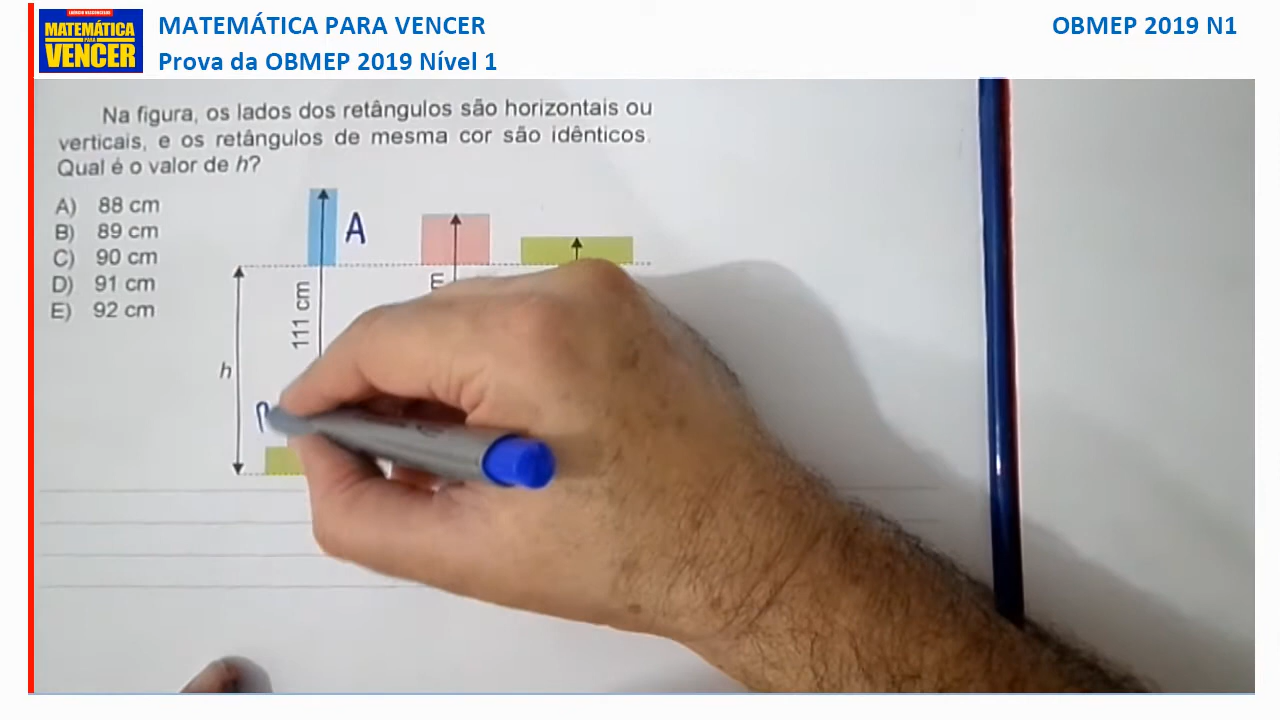 MATEMÁTICA
PARA
VENCER
MATEMÁTICA PARA VENCER
OBMEP 2019 N1
Prova da OBMEP 2019 Nível 1
Na figura, os lados dos retângulos são horizontais ou
verticais, e os retângulos de mesma cor são idênticos.
Qual é o valor de h?
A) 88 cm
B) 89 cm
C) 90 cm
D) 91 cm
E) 92 cm
A
111 cm
m
h